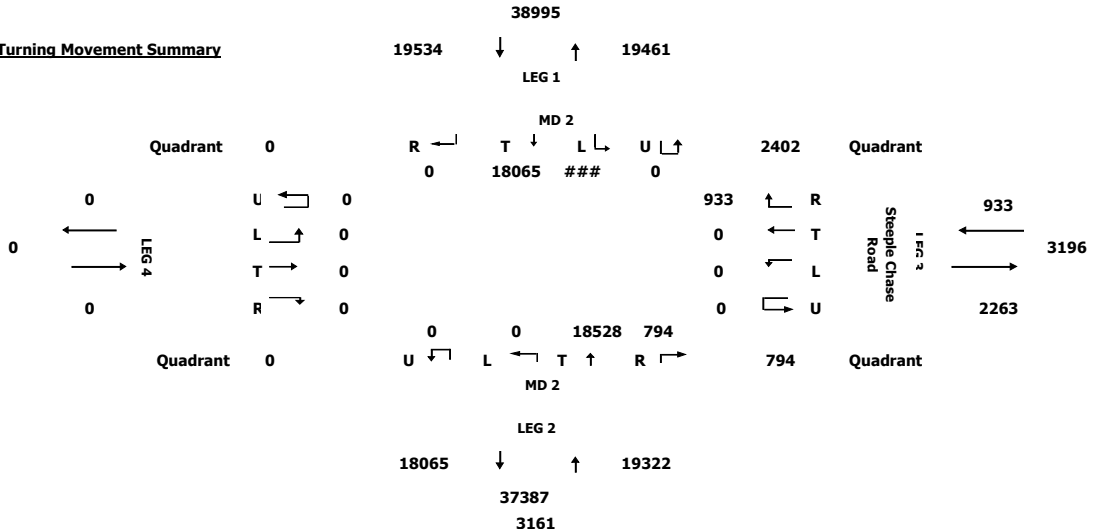 38995
Turning Movement Summary 19534 19461
LEG 1
MD 2
Quadrant 0 R T L U 2402 Quadrant
0 18065 ### 0
0 U 0 933 R 933
0 L 0 0 T 3196
LEG 4
Steeple Chase
Road
LEG 3
T 0 0 L
0 R 0 0 U 2263
0 0 18528 794
Quadrant 0 U L T R 794 Quadrant
MD 2
LEG 2
18065 19322
37387
3161